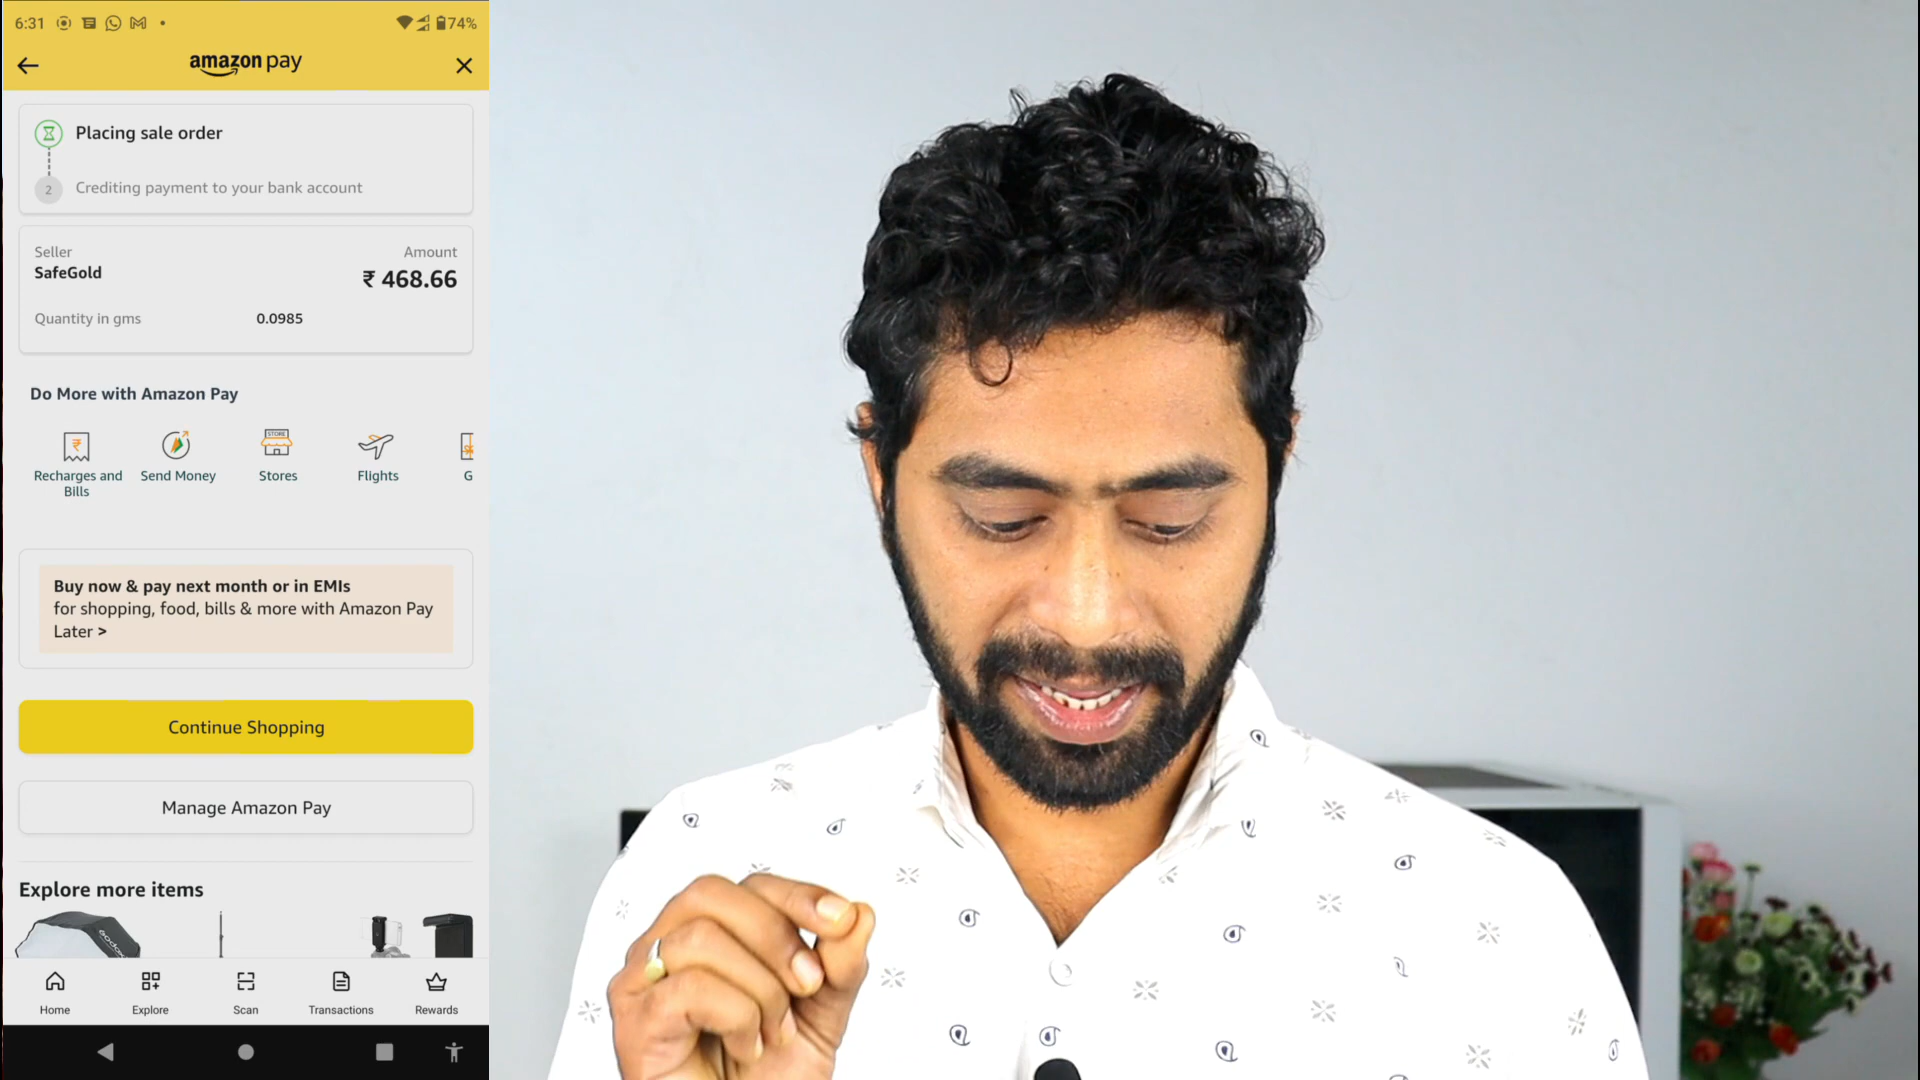 6:31
74%
amazon pay
Placing sale order
2
Crediting payment to your bank account
Seller
Amount
SafeGold
₹ 468.66
Quantity in gms
0.0985
Do More with Amazon Pay
STORE
Recharges and
Bills
Send Money
Stores
Flights
G
Buy now & pay next month or in EMIs
for shopping, food, bills & more with Amazon Pay
Later >
Continue Shopping
Manage Amazon Pay
Explore more items
Godox
Home
Explore
Scan
Transactions
Rewards